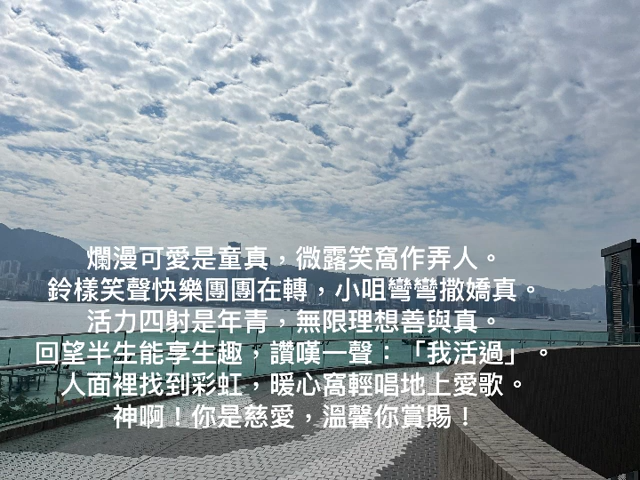 爛漫可愛是童真，微露笑窩作弄人。
鈴樣笑聲快樂團團在轉，小咀彎彎撒嬌真。
活力四射是年青，無限理想善與真。
回望半生能享生趣，讚嘆一聲：「我活過」。
人面裡找到彩虹，暖心窩輕唱地上愛歌。
神啊！你是慈愛，溫馨你賞賜！